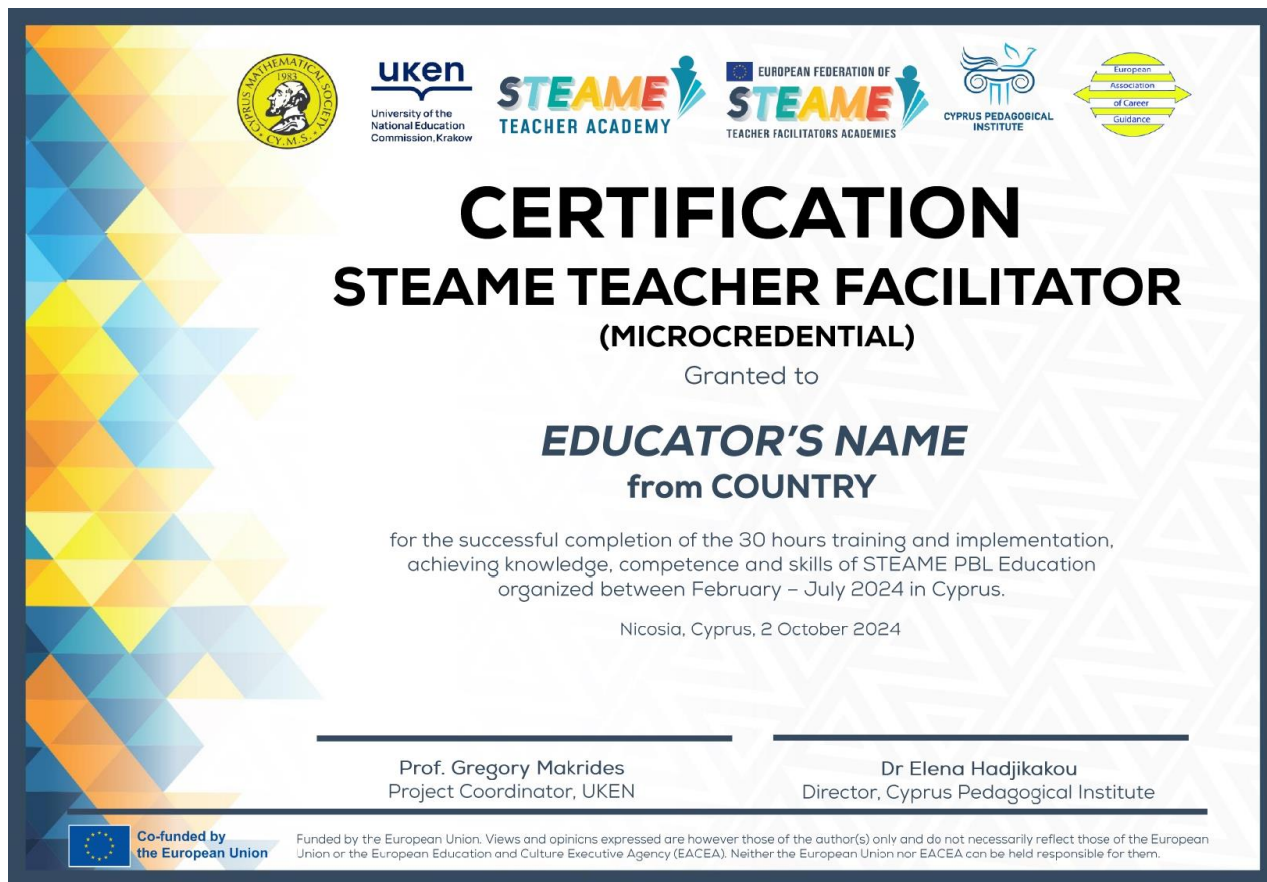 CYPRUS MATHEMATICAL SOCIETY
1983
CY.M.S.
uken
University of the
National Education
Commission, Krakow
STEAME
TEACHER ACADEMY
EUROPEAN FEDERATION OF
STEAME
TEACHER FACILITATORS ACADEMIES
CYPRUS PEDAGOGICAL
INSTITUTE
European
Association
of Career
Guidance
CERTIFICATION
STEAME TEACHER FACILITATOR
(MICROCREDENTIAL)
Granted to
EDUCATOR'S NAME
from COUNTRY
for the successful completion of the 30 hours training and implementation,
achieving knowledge, competence and skills of STEAME PBL Education
organized between February – July 2024 in Cyprus.
Nicosia, Cyprus, 2 October 2024
Prof. Gregory Makrides
Project Coordinator, UKEN
Dr Elena Hadjikakou
Director, Cyprus Pedagogical Institute
Co-funded by
the European Union
Funded by the European Union. Views and opinions expressed are however those of the author(s) only and do not necessarily reflect those of the European
Union or the European Education and Culture Executive Agency (EACEA). Neither the European Union nor EACEA can be held responsible for them.